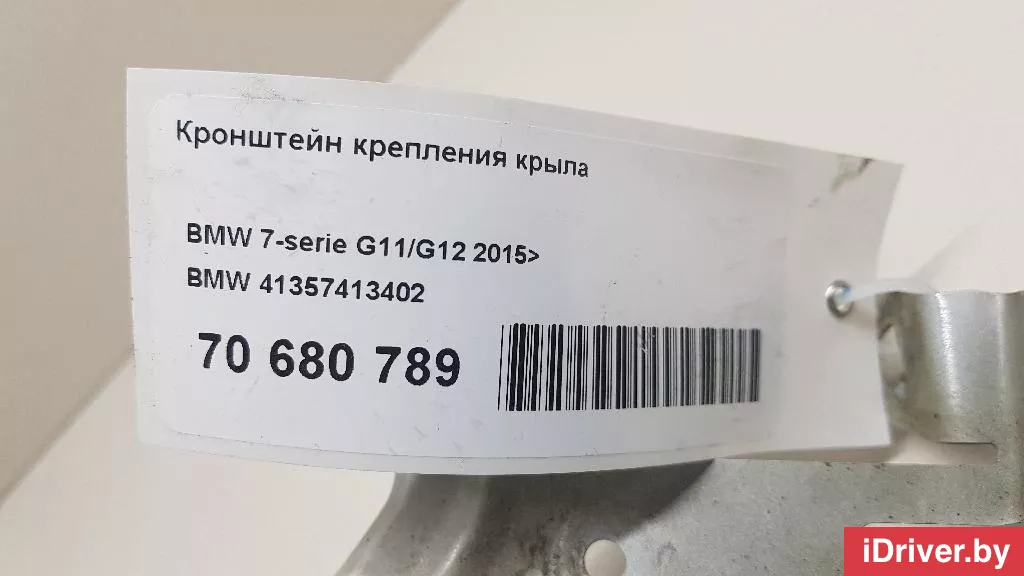 Кронштейн крепления крыла
BMW 7-serie G11/G12 2015>
BMW 41357413402
70 680 789
iDriver.by